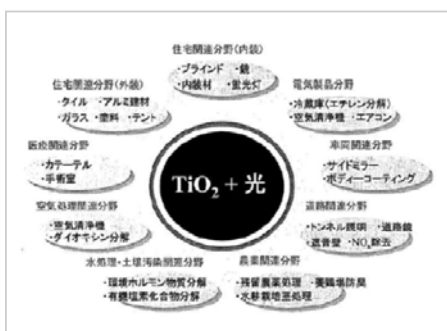 住宅関連分野(内装)
・ブラインド ・鏡
・内装材 ・蛍光灯
住宅関連分野(外装)
・タイル ・アルミ建材
・ガラス ・塗料 ・テント
電気製品分野
・冷蔵庫(エチレン分解)
・空気清浄機 ・エアコン
医療関連分野
・カテーテル
・手術室
車両関連分野
・サイドミラー
・ボディーコーティング
TiO2 + 光
空気処理関連分野
・空気清浄機
・ダイオキシン分解
道路関連分野
・トンネル照明 ・道路鏡
・遮音壁 ・NOx除去
水処理・土壌汚染関連分野
・環境ホルモン物質分解
・有機塩素化合物分解
農業関連分野
・残留農薬処理 ・養鶏場防臭
・水耕栽培並処理